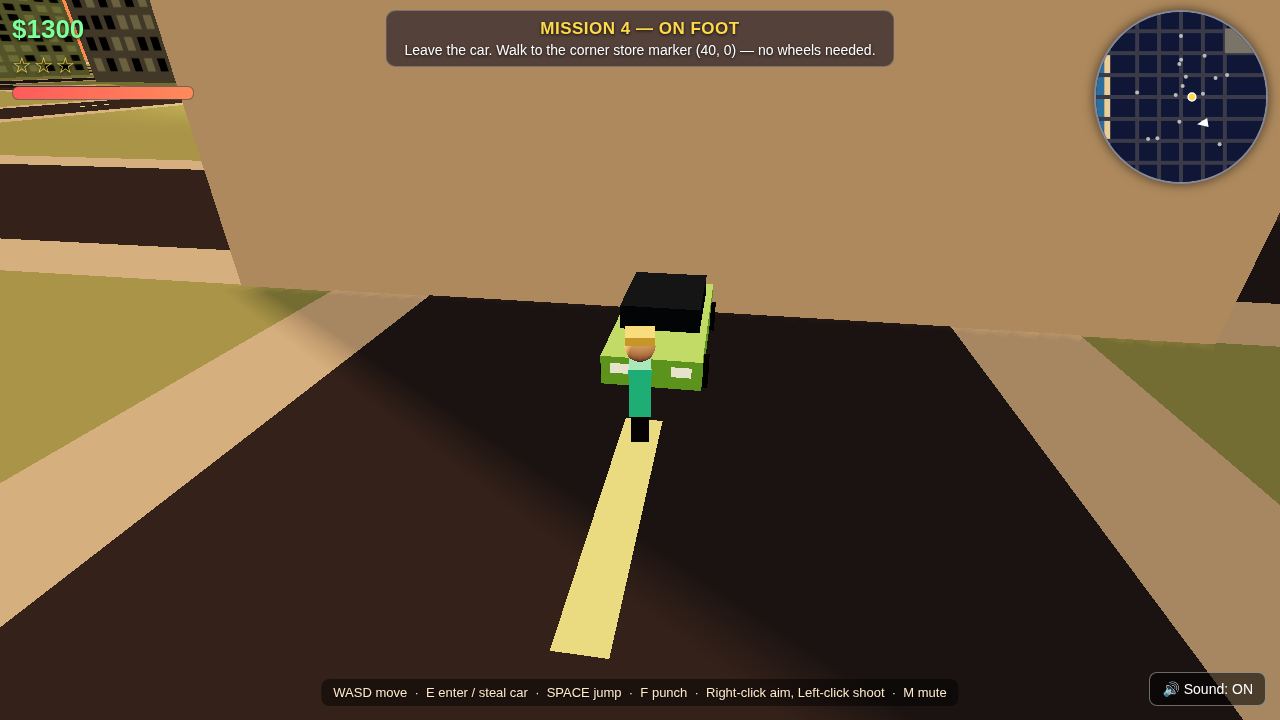 $1300
☆☆☆
MISSION 4 — ON FOOT
Leave the car. Walk to the corner store marker (40, 0) — no wheels needed.
WASD move · E enter / steal car · SPACE jump · F punch · Right-click aim, Left-click shoot · M mute
🔊 Sound: ON